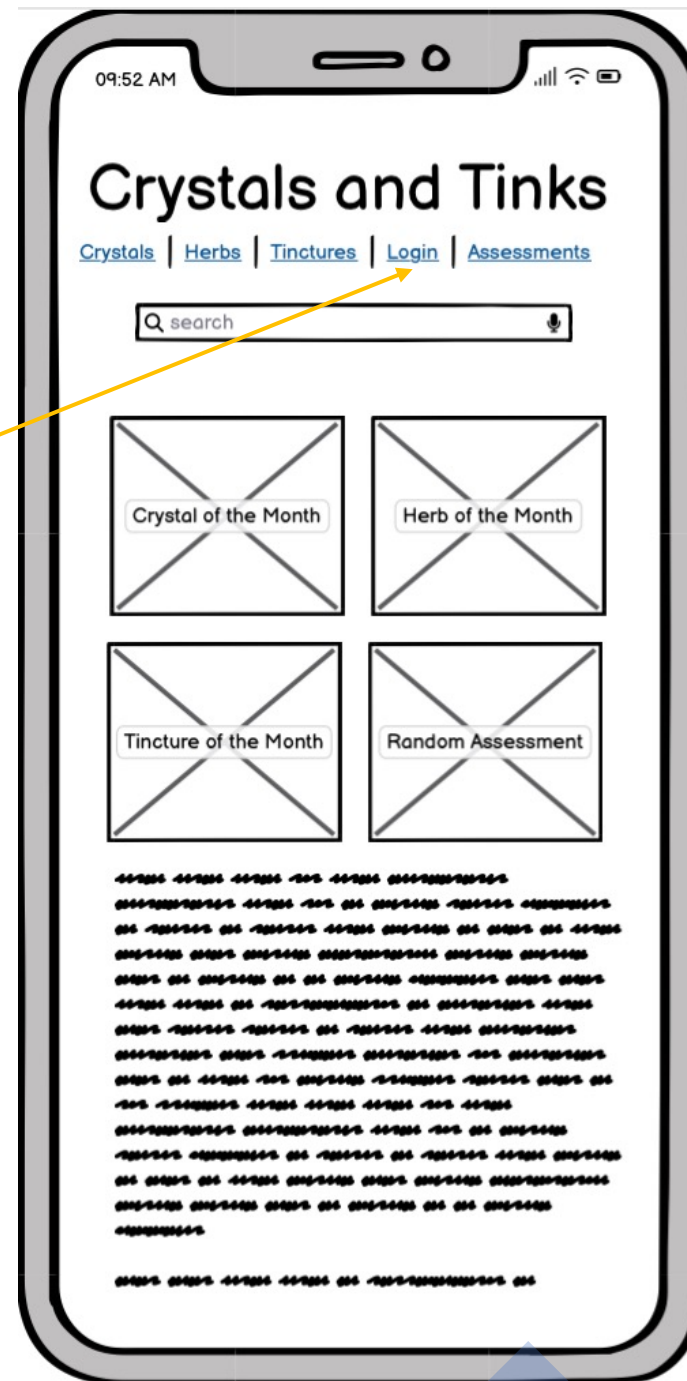 09:52 AM
Crystals and Tinks
Crystals | Herbs | Tinctures | Login | Assessments
search
Crystal of the Month
Herb of the Month
Tincture of the Month
Random Assessment